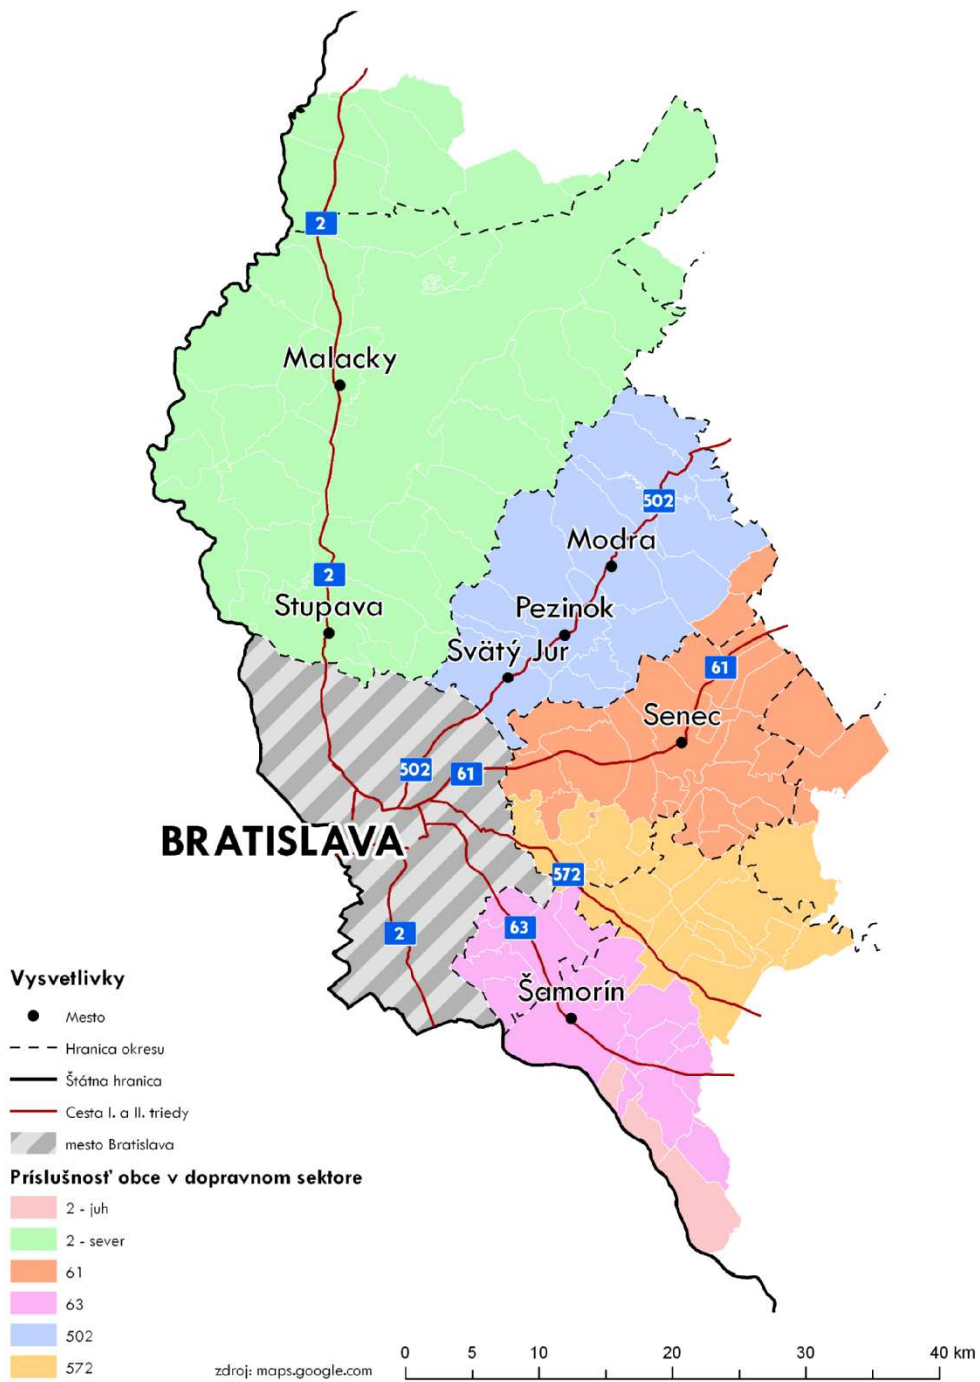 2
Malacky
502
Modra
2
Stupava
Pezinok
Svätý Jur
61
Senec
502
61
BRATISLAVA
572
2
63
Šamorín
Vysvetlivky
Mesto
Hranica okresu
Štátna hranica
Cesta I. a II. triedy
mesto Bratislava
Príslušnosť obce v dopravnom sektore
2 - juh
2 - sever
61
63
502
572
zdroj: maps.google.com
0 5 10 20 30 40 km